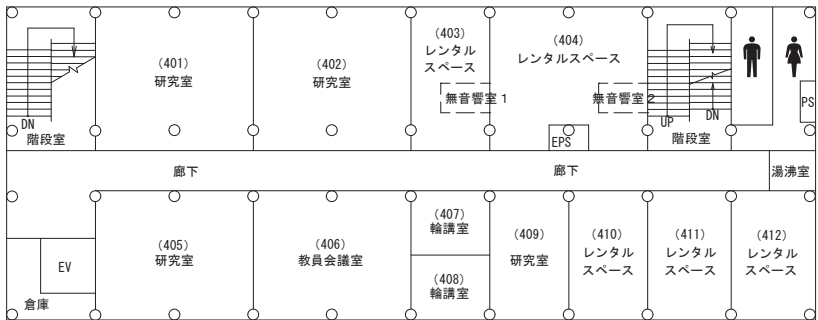 (401)
研究室
(402)
研究室
(403)
レンタル
スペース
(404)
レンタルスペース
無音響室1
無音響室2
DN
階段室
UP
DN
階段室
EPS
PS
廊下
廊下
湯沸室
(405)
研究室
(406)
教員会議室
(407)
輪講室
(408)
輪講室
(409)
研究室
(410)
レンタル
スペース
(411)
レンタル
スペース
(412)
レンタル
スペース
EV
倉庫